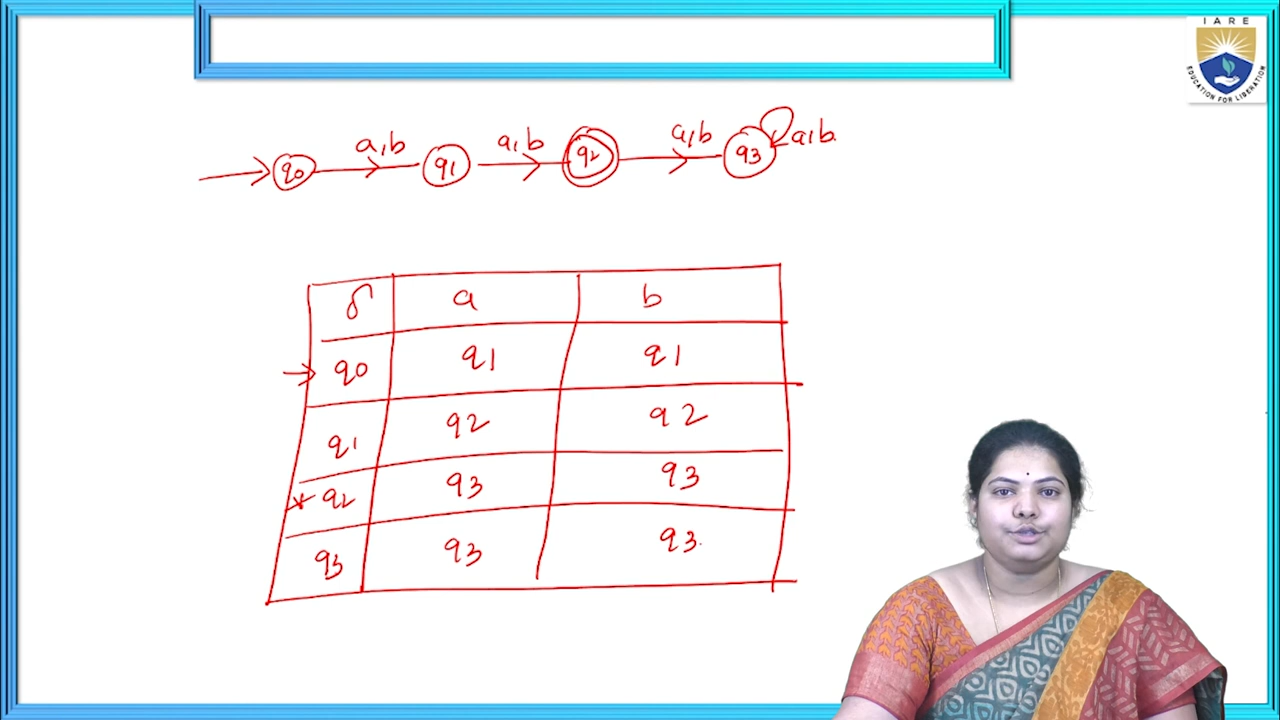 IARE
EDUCATION FOR LIBERATION
a,b a,b a,b
q0 q1 q2 q3 a,b
δ a b
→ q0 q1 q1
q1 q2 q2
* q2 q3 q3
q3 q3 q3